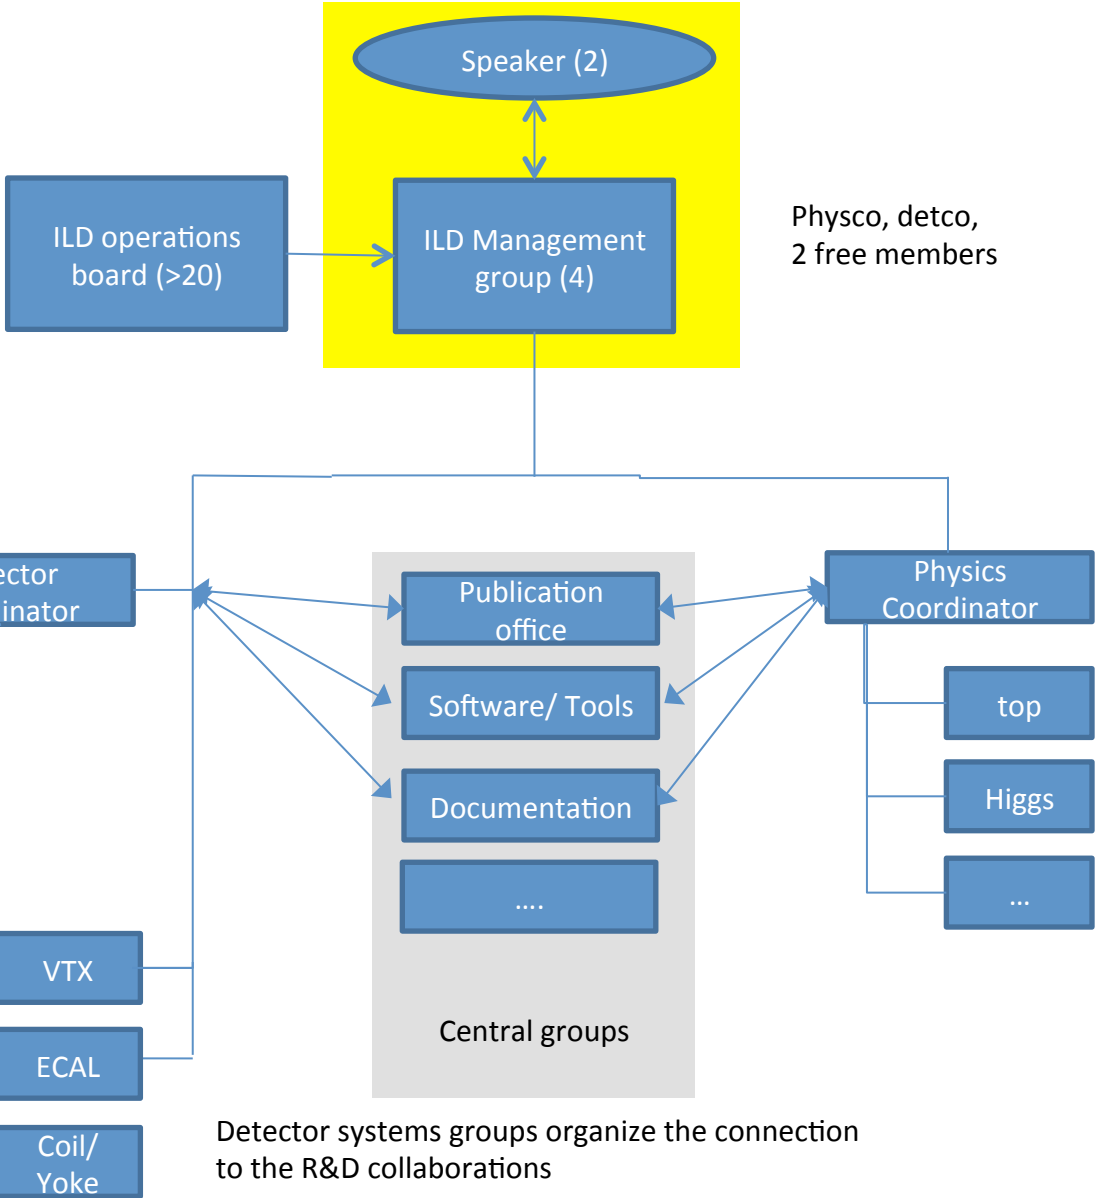 Speaker (2)
ILD operations
board (>20)
ILD Management
group (4)
Physco, detco,
2 free members
ector
inator
Publication
office
Physics
Coordinator
Software/ Tools
top
Documentation
Higgs
....
...
VTX
Central groups
ECAL
Coil/
Yoke
Detector systems groups organize the connection
to the R&D collaborations